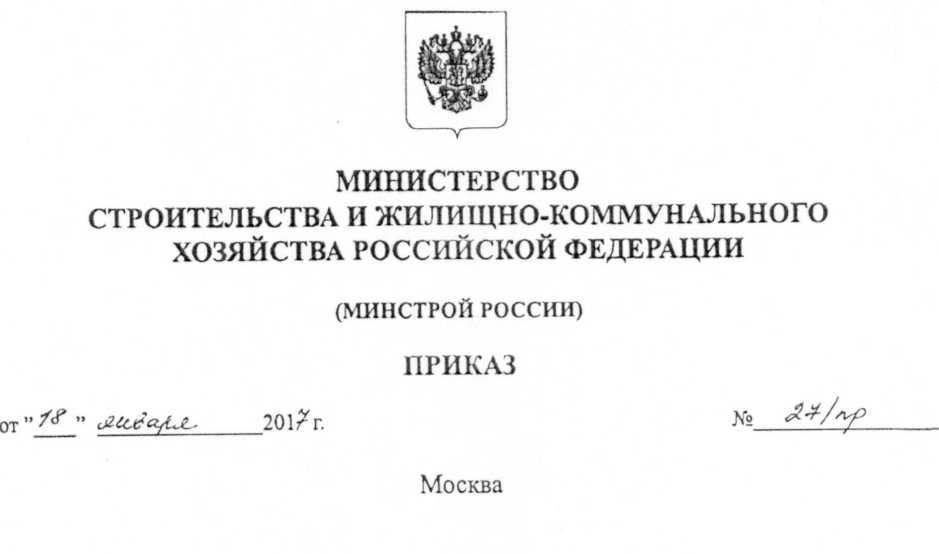 МИНИСТЕРСТВО
СТРОИТЕЛЬСТВА И ЖИЛИЩНО-КОММУНАЛЬНОГО
ХОЗЯЙСТВА РОССИЙСКОЙ ФЕДЕРАЦИИ
(МИНСТРОЙ РОССИИ)
ПРИКАЗ
от "18" января 2017 г. № 27/пр
Москва